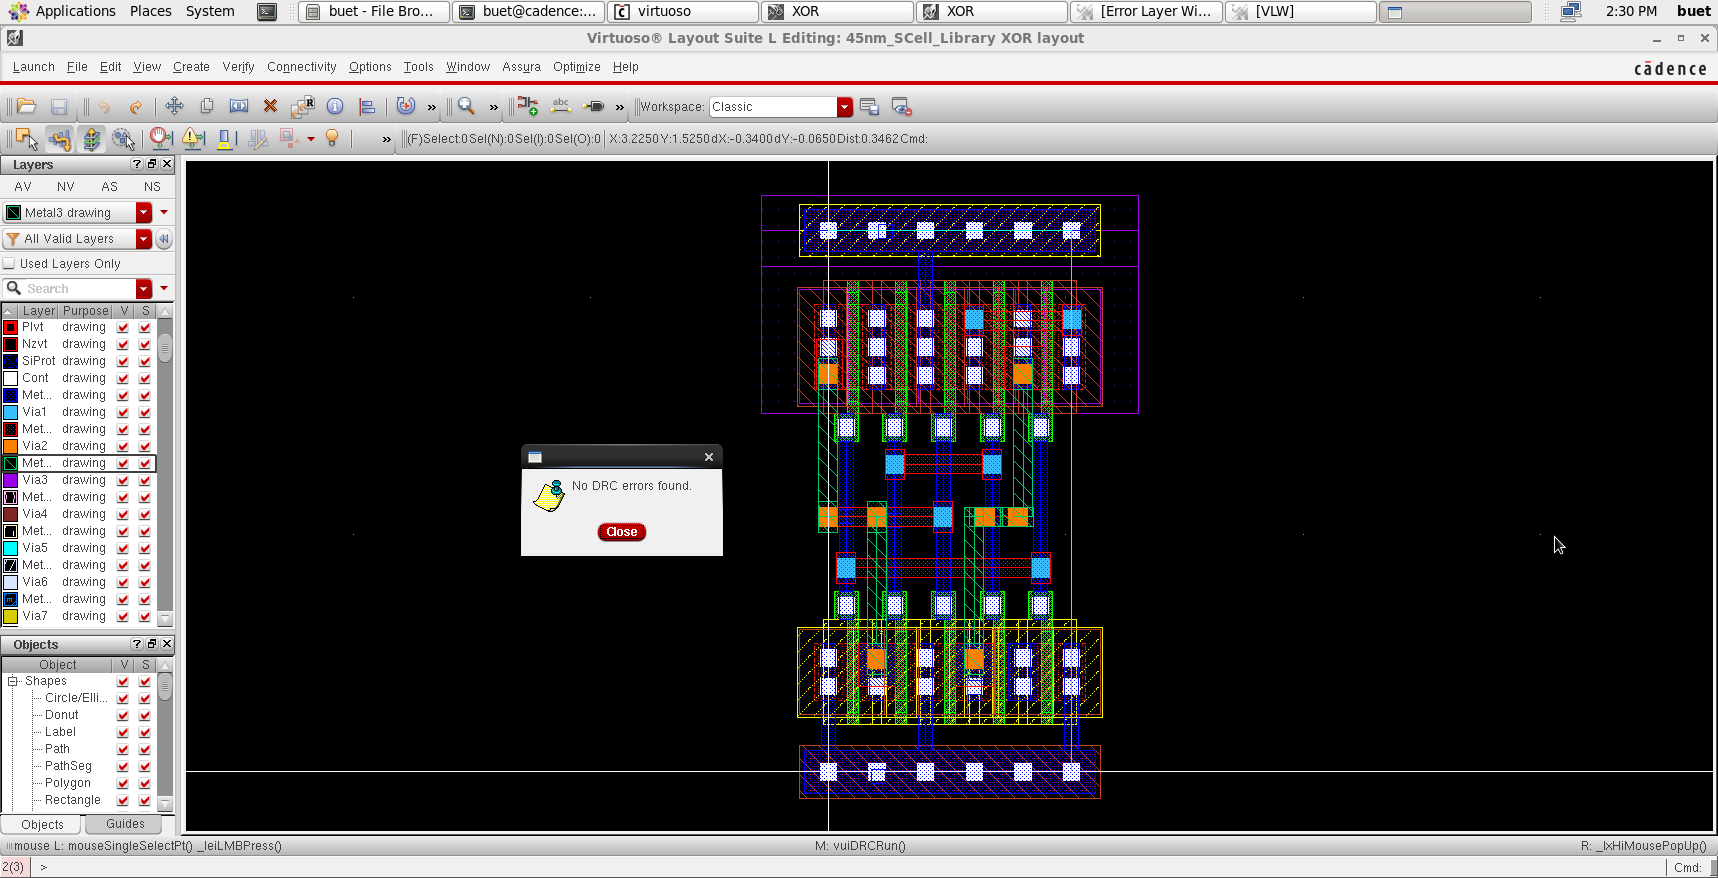 Applications Places System buet - File Bro... buet@cadence:... virtuoso XOR XOR [Error Layer Wi... [VLW] 2:30 PM buet
Virtuoso® Layout Suite L Editing: 45nm_SCell_Library XOR layout
Launch File Edit View Create Verify Connectivity Options Tools Window Assura Optimize Help cādence
R abc Workspace: Classic
(F)Select:0 Sel(N):0 Sel(I):0 Sel(O):0 X:3.2250 Y:1.5250 dX:-0.3400 dY:-0.0650 Dist:0.3462 Cmd:
Layers
AV NV AS NS
Metal3 drawing
All Valid Layers
Used Layers Only
Search
Layer Purpose V S
Plvt drawing
Nzvt drawing
SiProt drawing
Cont drawing
Met... drawing
Via1 drawing
Met... drawing
Via2 drawing
Met... drawing
Via3 drawing
Met... drawing
Via4 drawing
Met... drawing
Via5 drawing
Met... drawing
Via6 drawing
Met... drawing
Via7 drawing
Objects
Object V S
Shapes
Circle/Elli...
Donut
Label
Path
PathSeg
Polygon
Rectangle
Objects Guides
No DRC errors found.
Close
mouse L: mouseSingleSelectPt() _leiLMBPress() M: vuiDRCRun() R: _lxHiMousePopUp()
2(3) > Cmd: